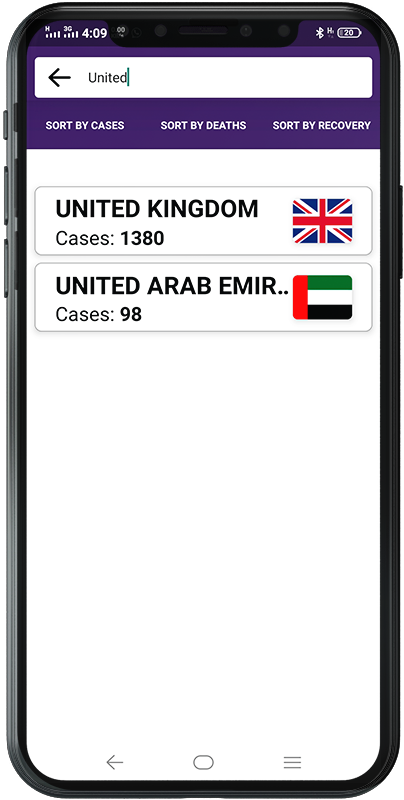 H 3G 4:09 20
United
SORT BY CASES SORT BY DEATHS SORT BY RECOVERY
UNITED KINGDOM
Cases: 1380
UNITED ARAB EMIR..
Cases: 98